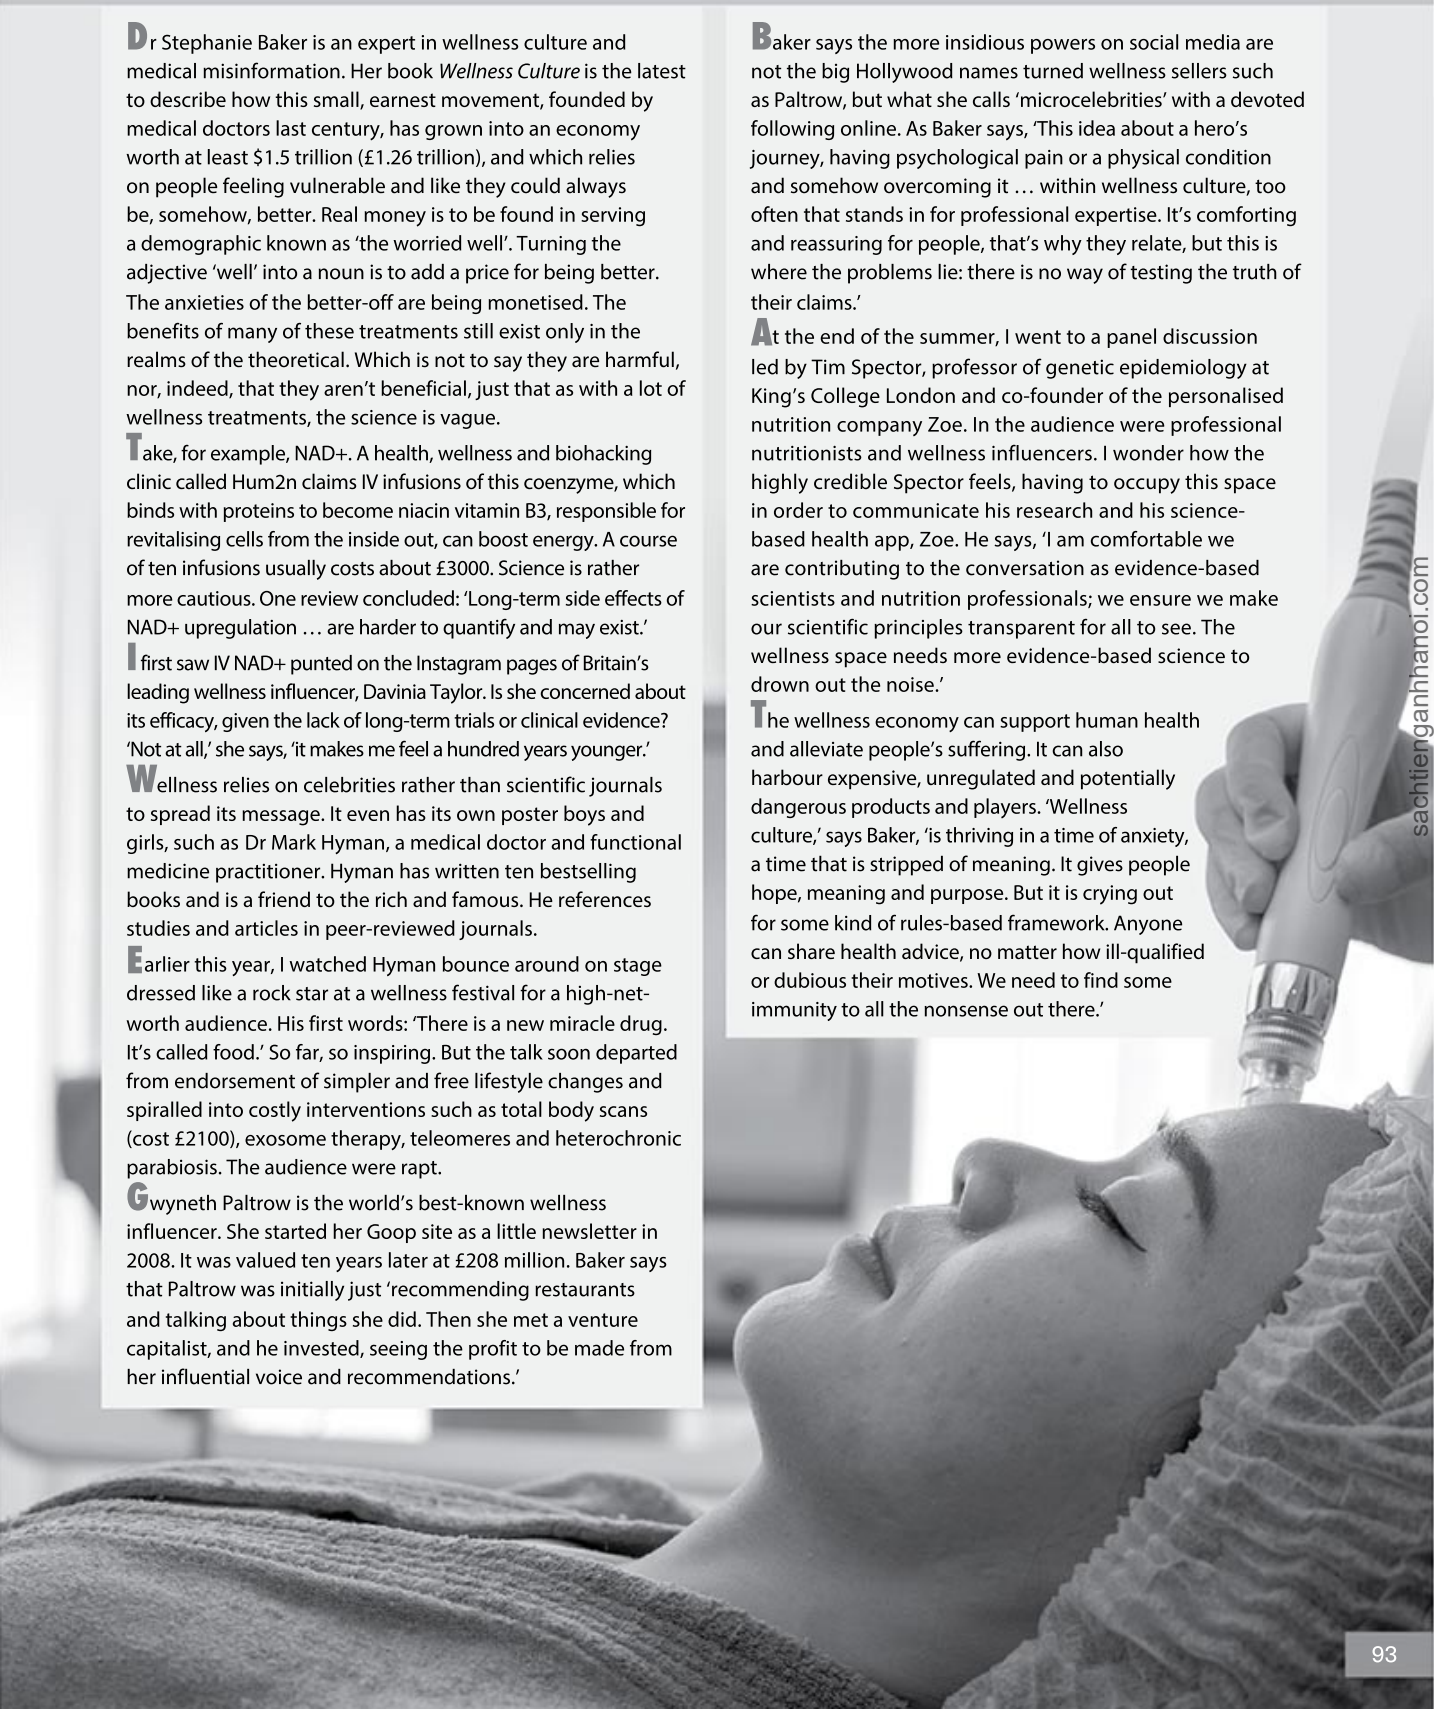 Dr Stephanie Baker is an expert in wellness culture and
medical misinformation. Her book Wellness Culture is the latest
to describe how this small, earnest movement, founded by
medical doctors last century, has grown into an economy
worth at least $1.5 trillion (£1.26 trillion), and which relies
on people feeling vulnerable and like they could always
be, somehow, better. Real money is to be found in serving
a demographic known as ‘the worried well’. Turning the
adjective ‘well’ into a noun is to add a price for being better.
The anxieties of the better-off are being monetised. The
benefits of many of these treatments still exist only in the
realms of the theoretical. Which is not to say they are harmful,
nor, indeed, that they aren’t beneficial, just that as with a lot of
wellness treatments, the science is vague.
Take, for example, NAD+. A health, wellness and biohacking
clinic called Hum2n claims IV infusions of this coenzyme, which
binds with proteins to become niacin vitamin B3, responsible for
revitalising cells from the inside out, can boost energy. A course
of ten infusions usually costs about £3000. Science is rather
more cautious. One review concluded: ‘Long-term side effects of
NAD+ upregulation … are harder to quantify and may exist.’
I first saw IV NAD+ punted on the Instagram pages of Britain’s
leading wellness influencer, Davinia Taylor. Is she concerned about
its efficacy, given the lack of long-term trials or clinical evidence?
‘Not at all,’ she says, ‘it makes me feel a hundred years younger.’
Wellness relies on celebrities rather than scientific journals
to spread its message. It even has its own poster boys and
girls, such as Dr Mark Hyman, a medical doctor and functional
medicine practitioner. Hyman has written ten bestselling
books and is a friend to the rich and famous. He references
studies and articles in peer-reviewed journals.
Earlier this year, I watched Hyman bounce around on stage
dressed like a rock star at a wellness festival for a high-net-
worth audience. His first words: ‘There is a new miracle drug.
It’s called food.’ So far, so inspiring. But the talk soon departed
from endorsement of simpler and free lifestyle changes and
spiralled into costly interventions such as total body scans
(cost £2100), exosome therapy, teleomeres and heterochronic
parabiosis. The audience were rapt.
Gwyneth Paltrow is the world’s best-known wellness
influencer. She started her Goop site as a little newsletter in
2008. It was valued ten years later at £208 million. Baker says
that Paltrow was initially just ‘recommending restaurants
and talking about things she did. Then she met a venture
capitalist, and he invested, seeing the profit to be made from
her influential voice and recommendations.’
Baker says the more insidious powers on social media are
not the big Hollywood names turned wellness sellers such
as Paltrow, but what she calls ‘microcelebrities’ with a devoted
following online. As Baker says, ‘This idea about a hero’s
journey, having psychological pain or a physical condition
and somehow overcoming it … within wellness culture, too
often that stands in for professional expertise. It’s comforting
and reassuring for people, that’s why they relate, but this is
where the problems lie: there is no way of testing the truth of
their claims.’
At the end of the summer, I went to a panel discussion
led by Tim Spector, professor of genetic epidemiology at
King’s College London and co-founder of the personalised
nutrition company Zoe. In the audience were professional
nutritionists and wellness influencers. I wonder how the
highly credible Spector feels, having to occupy this space
in order to communicate his research and his science-
based health app, Zoe. He says, ‘I am comfortable we
are contributing to the conversation as evidence-based
scientists and nutrition professionals; we ensure we make
our scientific principles transparent for all to see. The
wellness space needs more evidence-based science to
drown out the noise.’
The wellness economy can support human health
and alleviate people’s suffering. It can also
harbour expensive, unregulated and potentially
dangerous products and players. ‘Wellness
culture,’ says Baker, ‘is thriving in a time of anxiety,
a time that is stripped of meaning. It gives people
hope, meaning and purpose. But it is crying out
for some kind of rules-based framework. Anyone
can share health advice, no matter how ill-qualified
or dubious their motives. We need to find some
immunity to all the nonsense out there.’
sachtienganhhanoi.com
93